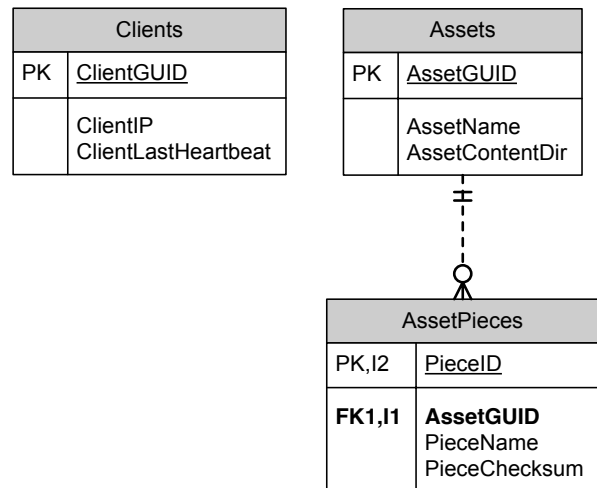 Clients
PK ClientGUID
ClientIP
ClientLastHeartbeat
Assets
PK AssetGUID
AssetName
AssetContentDir
AssetPieces
PK,I2 PieceID
FK1,I1 AssetGUID
PieceName
PieceChecksum